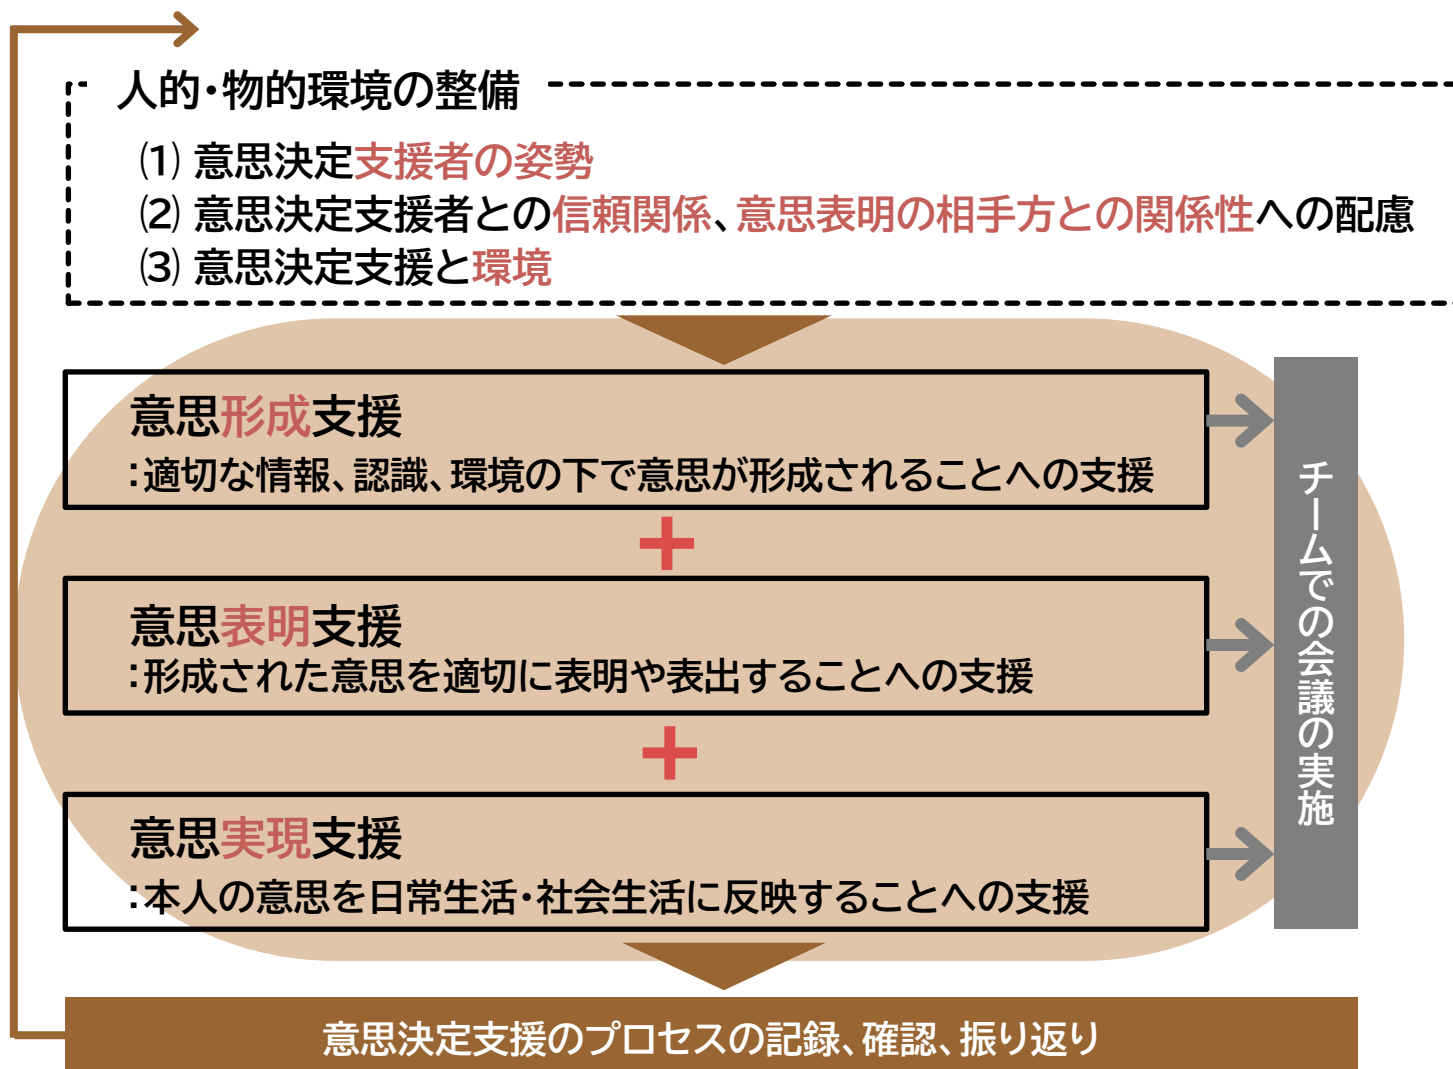 人的・物的環境の整備
⑴ 意思決定支援者の姿勢
⑵ 意思決定支援者との信頼関係、意思表明の相手方との関係性への配慮
⑶ 意思決定支援と環境
意思形成支援
：適切な情報、認識、環境の下で意思が形成されることへの支援
+
意思表明支援
：形成された意思を適切に表明や表出することへの支援
+
意思実現支援
：本人の意思を日常生活・社会生活に反映することへの支援
チームでの会議の実施
意思決定支援のプロセスの記録、確認、振り返り